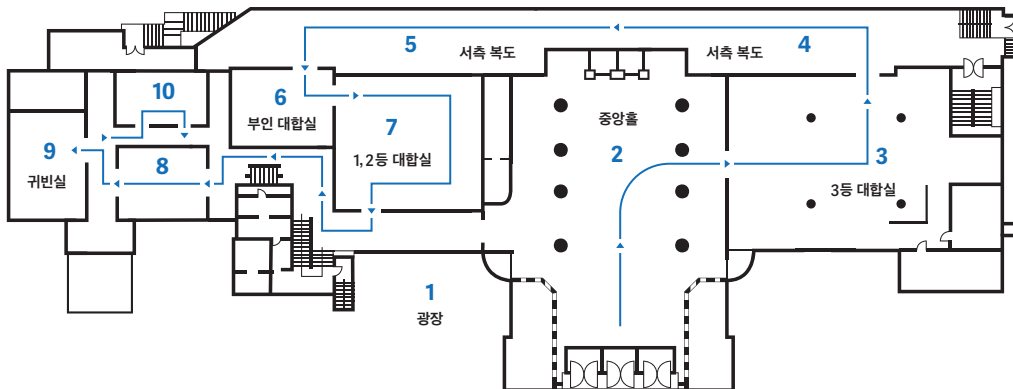 5
서측 복도
서측 복도
4
10
6
부인 대합실
7
1, 2등 대합실
중앙홀
2
9
귀빈실
8
3
3등 대합실
1
광장